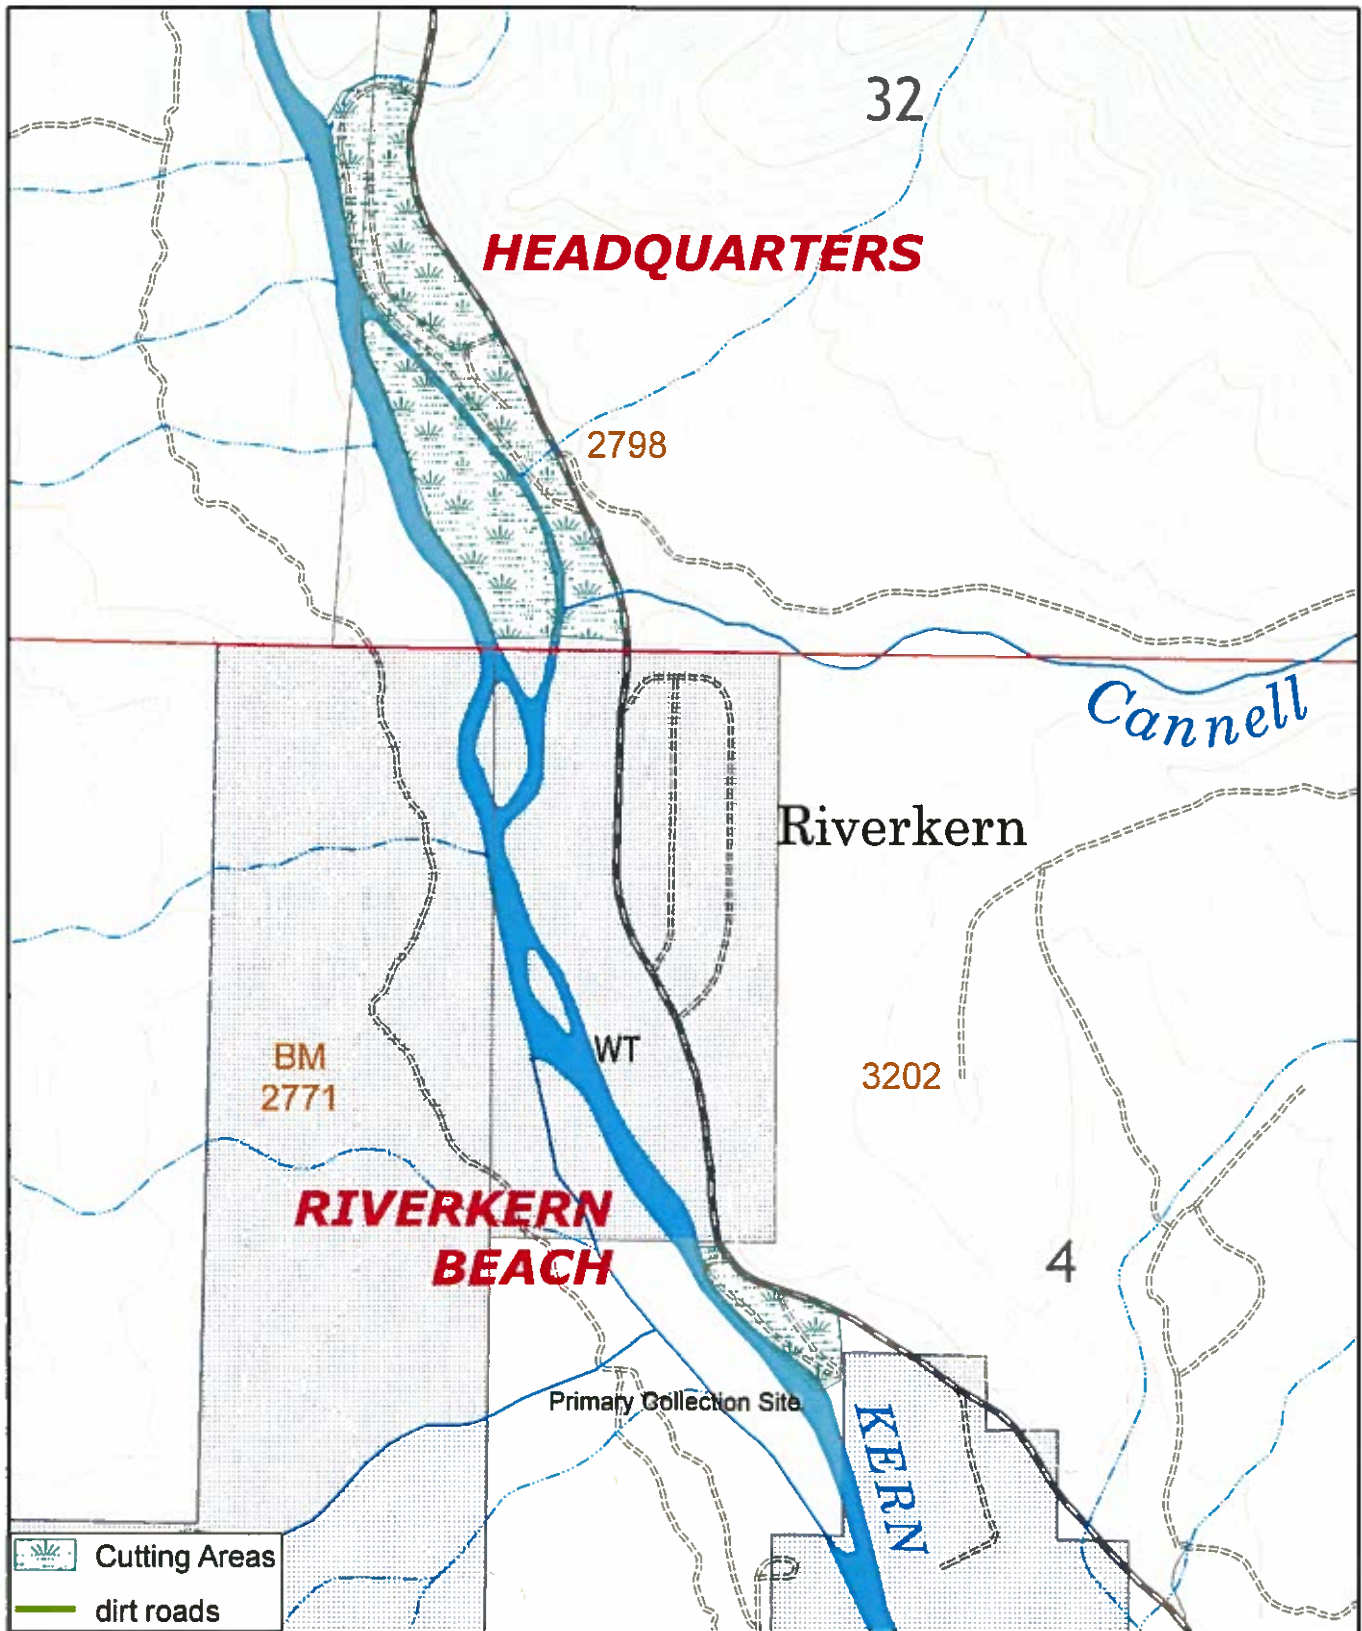 32
HEADQUARTERS
2798
Cannell
Riverkern
WT
BM
2771
3202
RIVERKERN
BEACH
4
Primary Collection Site
KERN
Cutting Areas
dirt roads